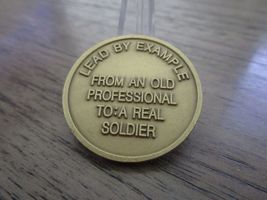 LEAD BY EXAMPLE
FROM AN OLD
PROFESSIONAL
TO:A REAL
SOLDIER